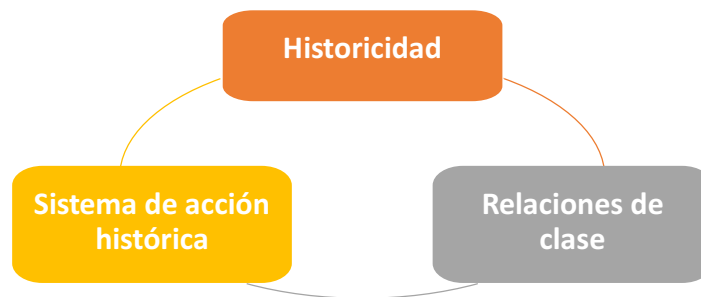 Historicidad
Sistema de acción
histórica
Relaciones de
clase